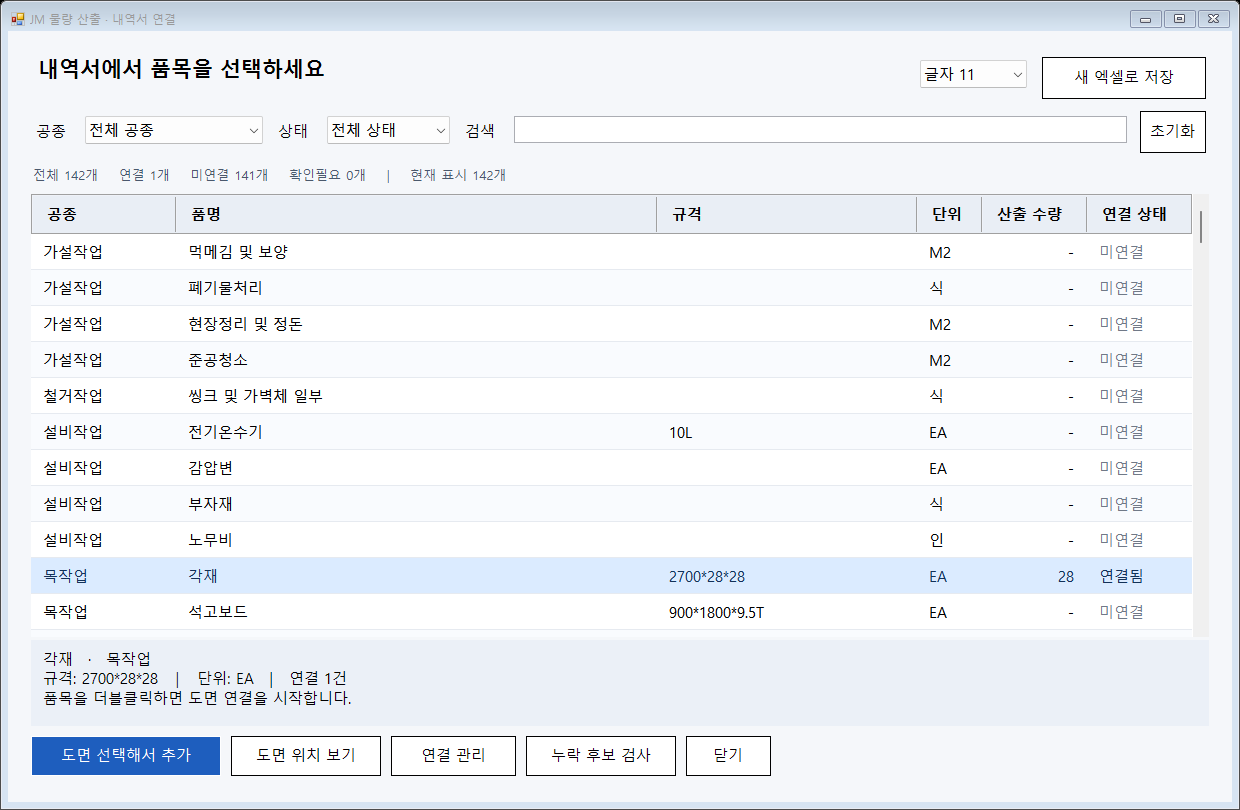 JM 물량 산출 · 내역서 연결
내역서에서 품목을 선택하세요
글자 11
새 엑셀로 저장
공종 전체 공종 상태 전체 상태 검색 초기화
전체 142개 연결 1개 미연결 141개 확인필요 0개 | 현재 표시 142개
공종 품명 규격 단위 산출 수량 연결 상태
가설작업 먹메김 및 보양 M2 - 미연결
가설작업 폐기물처리 식 - 미연결
가설작업 현장정리 및 정돈 M2 - 미연결
가설작업 준공청소 M2 - 미연결
철거작업 씽크 및 가벽체 일부 식 - 미연결
설비작업 전기온수기 10L EA - 미연결
설비작업 감압변 EA - 미연결
설비작업 부자재 식 - 미연결
설비작업 노무비 인 - 미연결
목작업 각재 2700*28*28 EA 28 연결됨
목작업 석고보드 900*1800*9.5T EA - 미연결
각재 · 목작업
규격: 2700*28*28 | 단위: EA | 연결 1건
품목을 더블클릭하면 도면 연결을 시작합니다.
도면 선택해서 추가 도면 위치 보기 연결 관리 누락 후보 검사 닫기